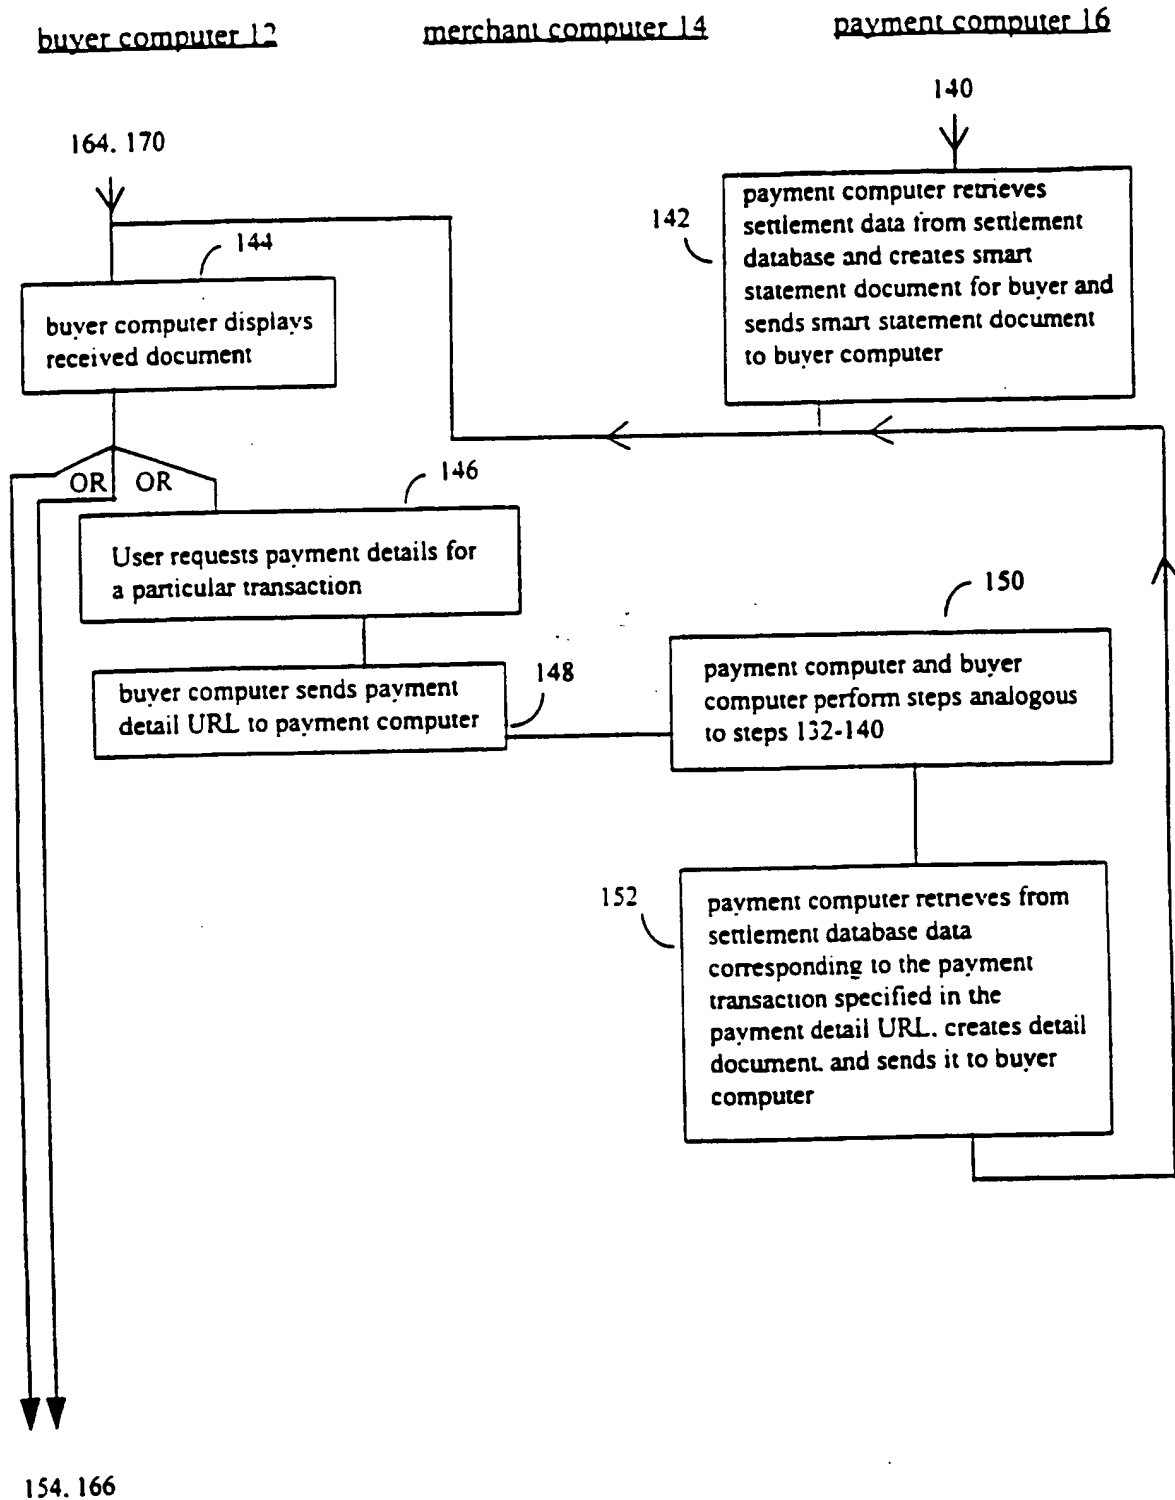 buyer computer 12
merchant computer 14
payment computer 16
140
164. 170
142
payment computer retrieves
settlement data from settlement
database and creates smart
statement document for buyer and
sends smart statement document
to buyer computer
144
buyer computer displays
received document
OR
OR
146
User requests payment details for
a particular transaction
150
148
buyer computer sends payment
detail URL to payment computer
payment computer and buyer
computer perform steps analogous
to steps 132-140
152
payment computer retrieves from
settlement database data
corresponding to the payment
transaction specified in the
payment detail URL. creates detail
document. and sends it to buyer
computer
154. 166